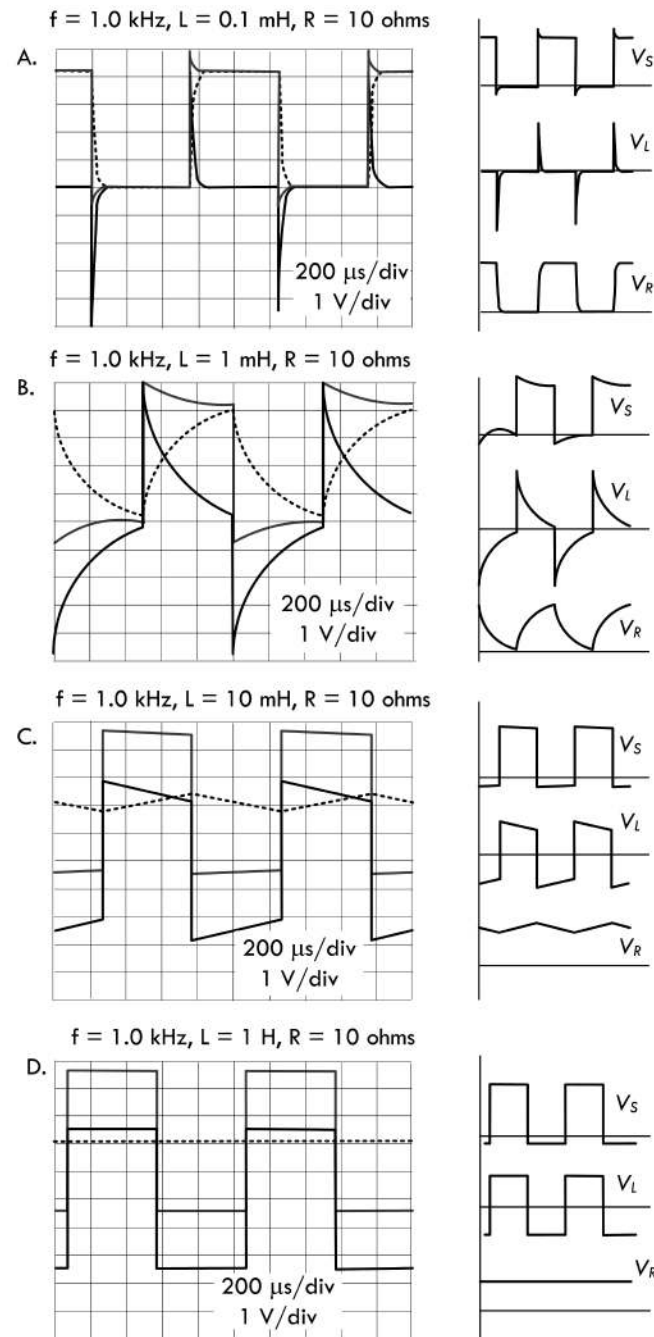 f = 1.0 kHz, L = 0.1 mH, R = 10 ohms
A.
200 μs/div
1 V/div
V_S
V_L
V_R
f = 1.0 kHz, L = 1 mH, R = 10 ohms
B.
200 μs/div
1 V/div
V_S
V_L
V_R
f = 1.0 kHz, L = 10 mH, R = 10 ohms
C.
200 μs/div
1 V/div
V_S
V_L
V_R
f = 1.0 kHz, L = 1 H, R = 10 ohms
D.
200 μs/div
1 V/div
V_S
V_L
V_R